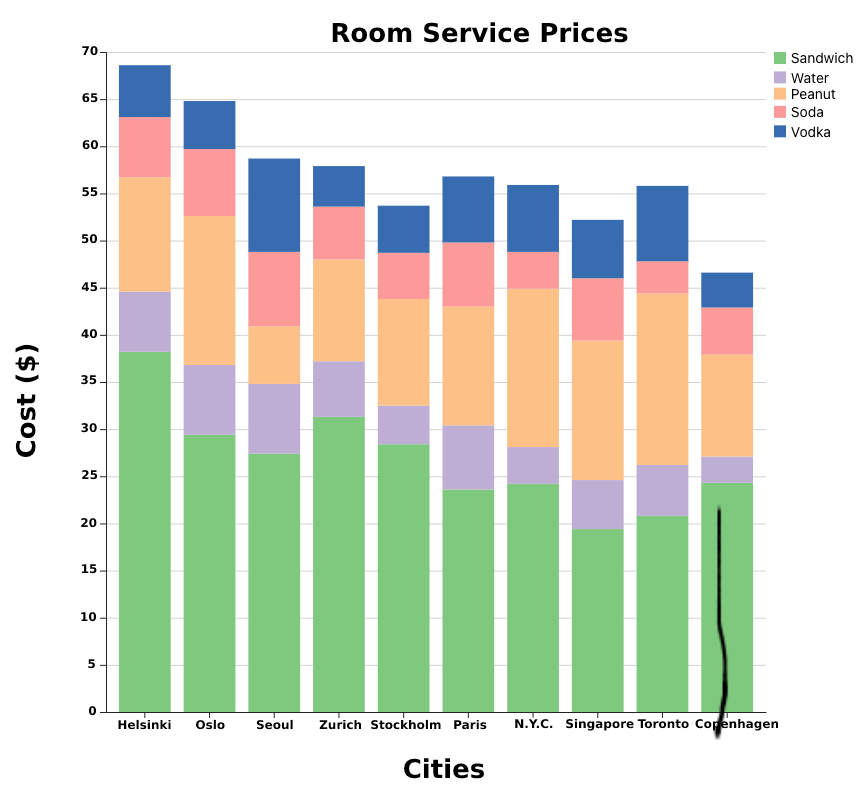 Room Service Prices
70
65
60
55
50
45
40
35
30
25
20
15
10
5
0
Cost ($)
Helsinki Oslo Seoul Zurich Stockholm Paris N.Y.C. Singapore Toronto Copenhagen
Cities
Sandwich
Water
Peanut
Soda
Vodka